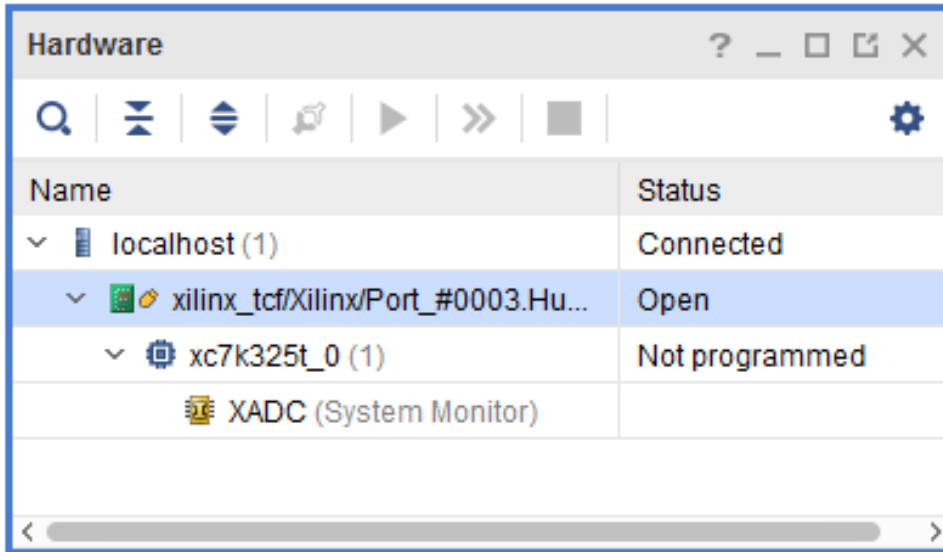 Hardware
Name Status
localhost (1) Connected
xilinx_tcf/Xilinx/Port_#0003.Hu... Open
xc7k325t_0 (1) Not programmed
XADC (System Monitor)